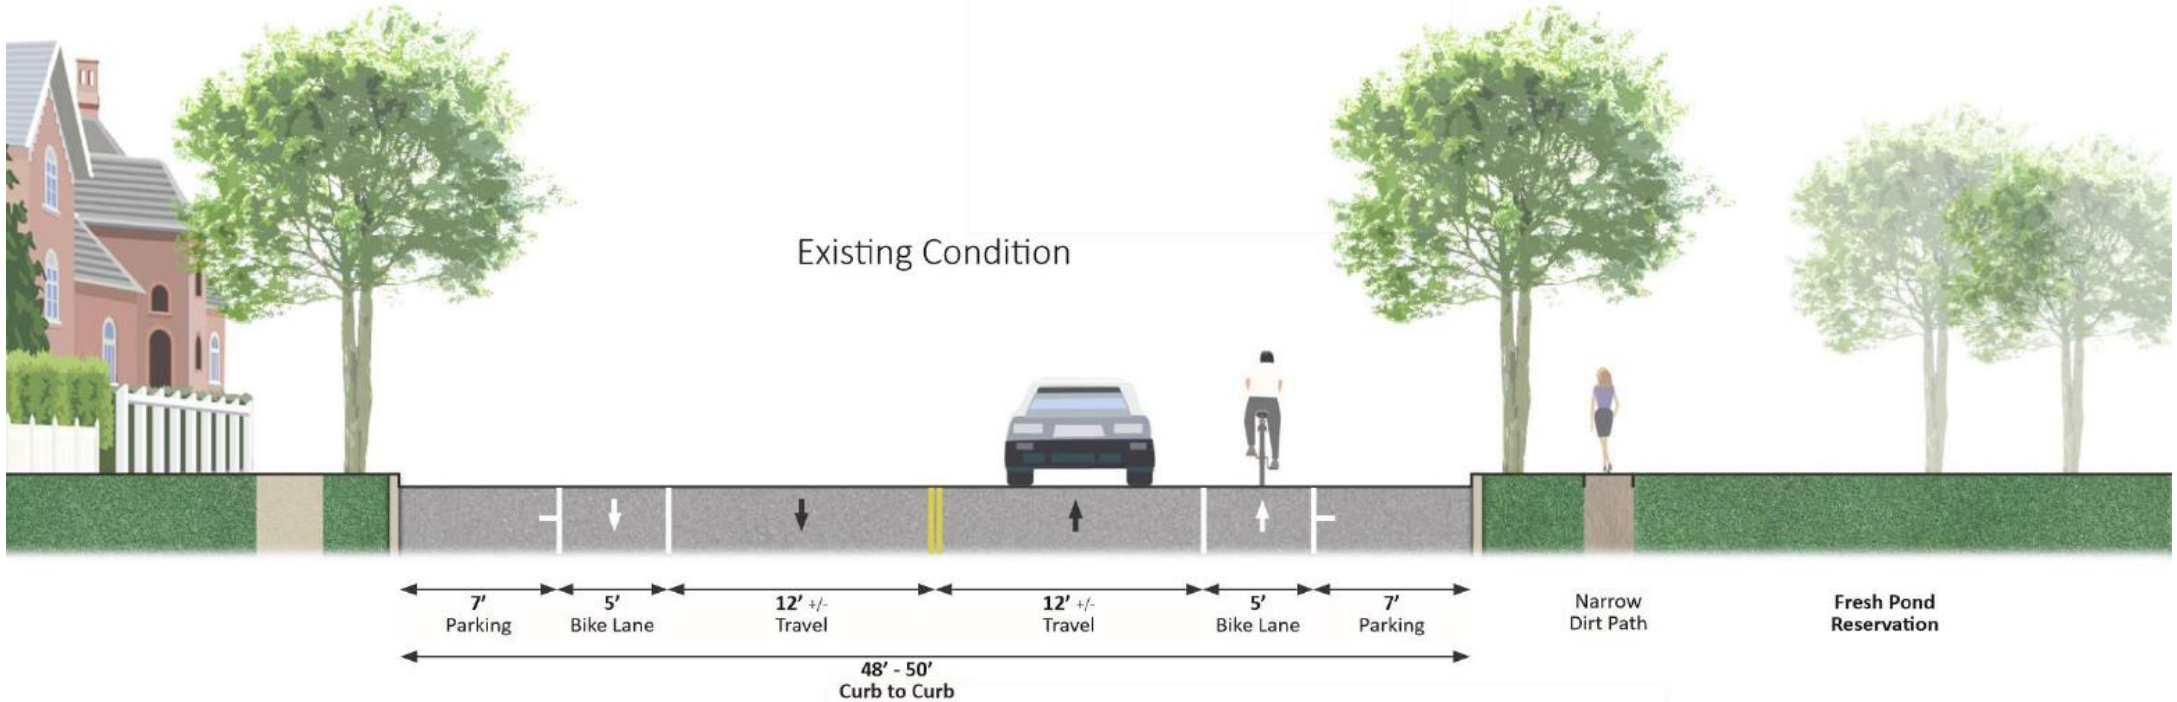 Existing Condition
7’
Parking
5’
Bike Lane
12’ +/-
Travel
12’ +/-
Travel
5’
Bike Lane
7’
Parking
Narrow
Dirt Path
Fresh Pond
Reservation
48’ - 50’
Curb to Curb